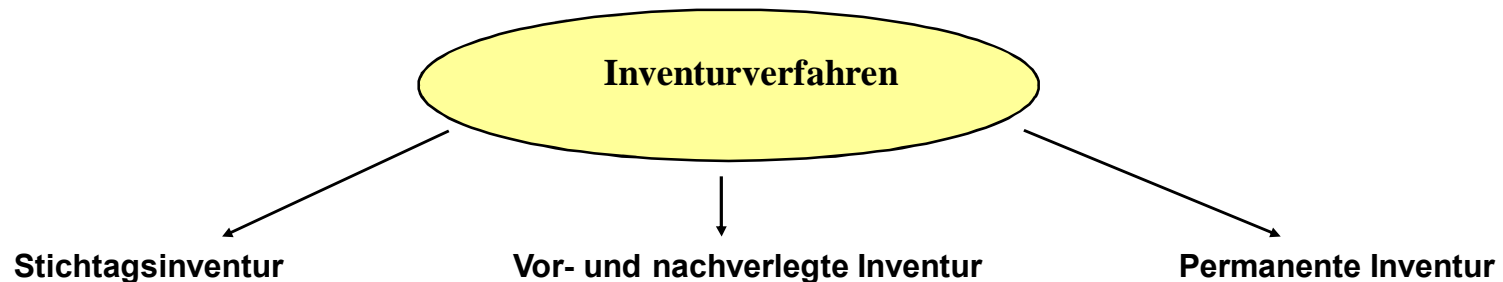 Inventurverfahren
Stichtagsinventur
Vor- und nachverlegte Inventur
Permanente Inventur